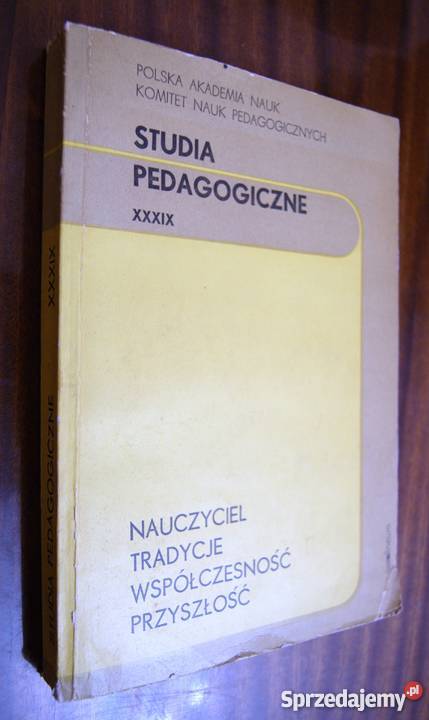 POLSKA AKADEMIA NAUK
KOMITET NAUK PEDAGOGICZNYCH
STUDIA
PEDAGOGICZNE
XXXIX
NAUCZYCIEL
TRADYCJE
WSPÓŁCZESNOŚĆ
PRZYSZŁOŚĆ
STUDIA PEDAGOGICZNE XXXIX
Sprzedajemy.pl